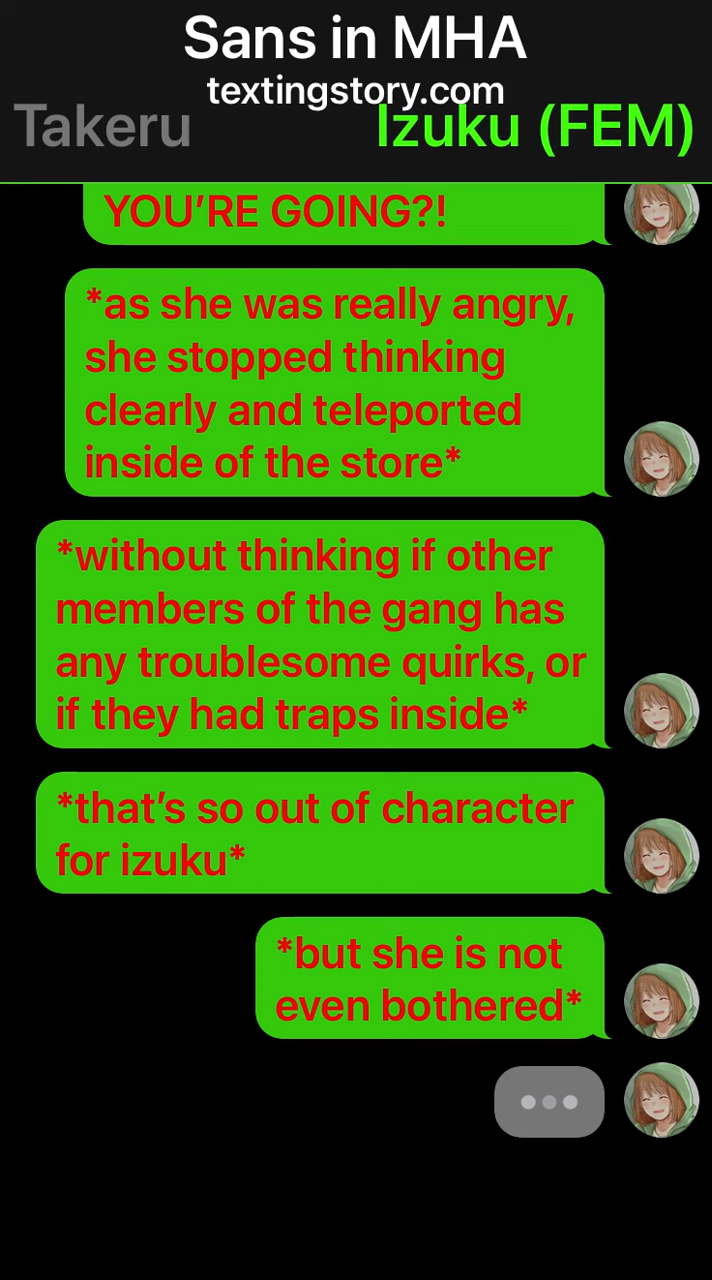 Sans in MHA
textingstory.com
Takeru
Izuku (FEM)
YOU’RE GOING?!
*as she was really angry,
she stopped thinking
clearly and teleported
inside of the store*
*without thinking if other
members of the gang has
any troublesome quirks, or
if they had traps inside*
*that’s so out of character
for izuku*
*but she is not
even bothered*